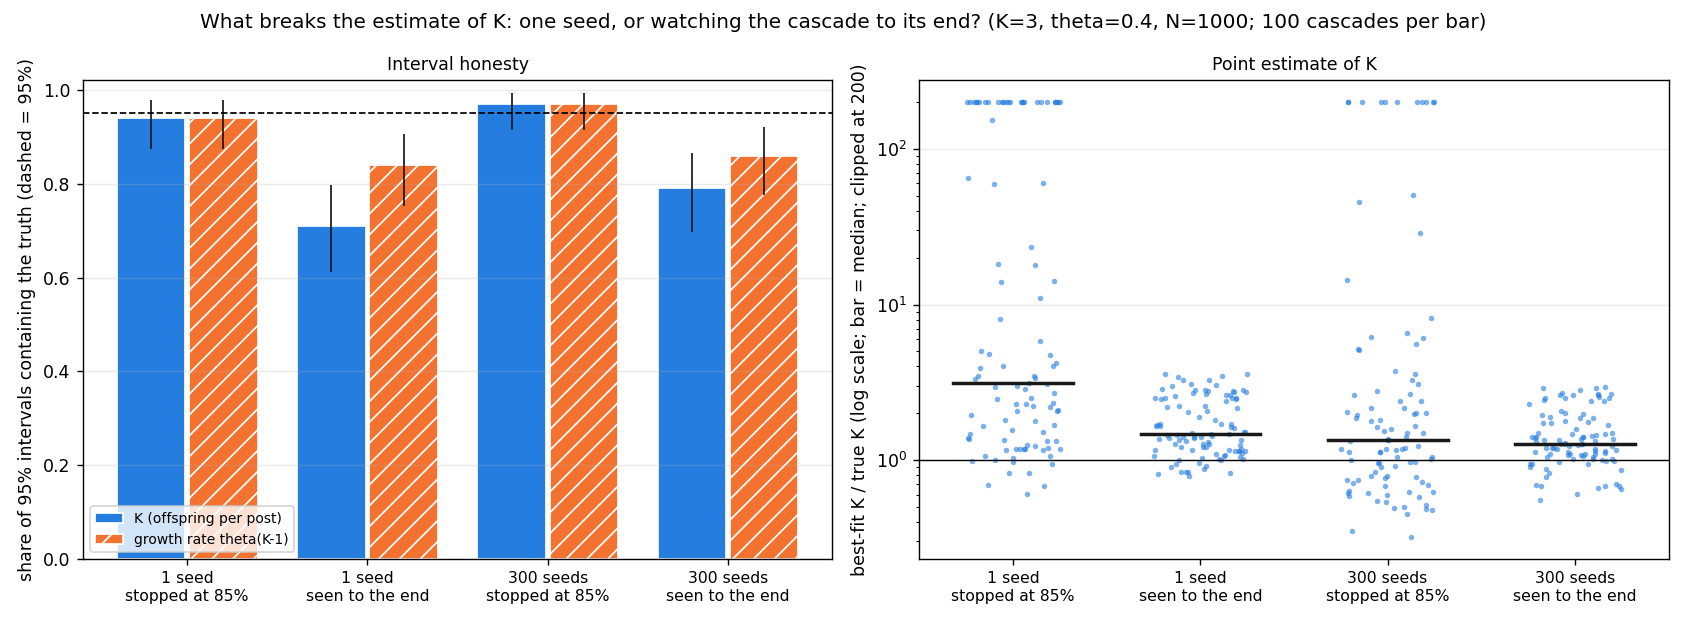 What breaks the estimate of K: one seed, or watching the cascade to its end? (K=3, theta=0.4, N=1000; 100 cascades per bar)
Interval honesty
share of 95% intervals containing the truth (dashed = 95%)
1.0
0.8
0.6
0.4
0.2
0.0
K (offspring per post)
growth rate theta(K-1)
1 seed
stopped at 85%
1 seed
seen to the end
300 seeds
stopped at 85%
300 seeds
seen to the end
Point estimate of K
best-fit K / true K (log scale; bar = median; clipped at 200)
10²
10¹
10⁰
1 seed
stopped at 85%
1 seed
seen to the end
300 seeds
stopped at 85%
300 seeds
seen to the end